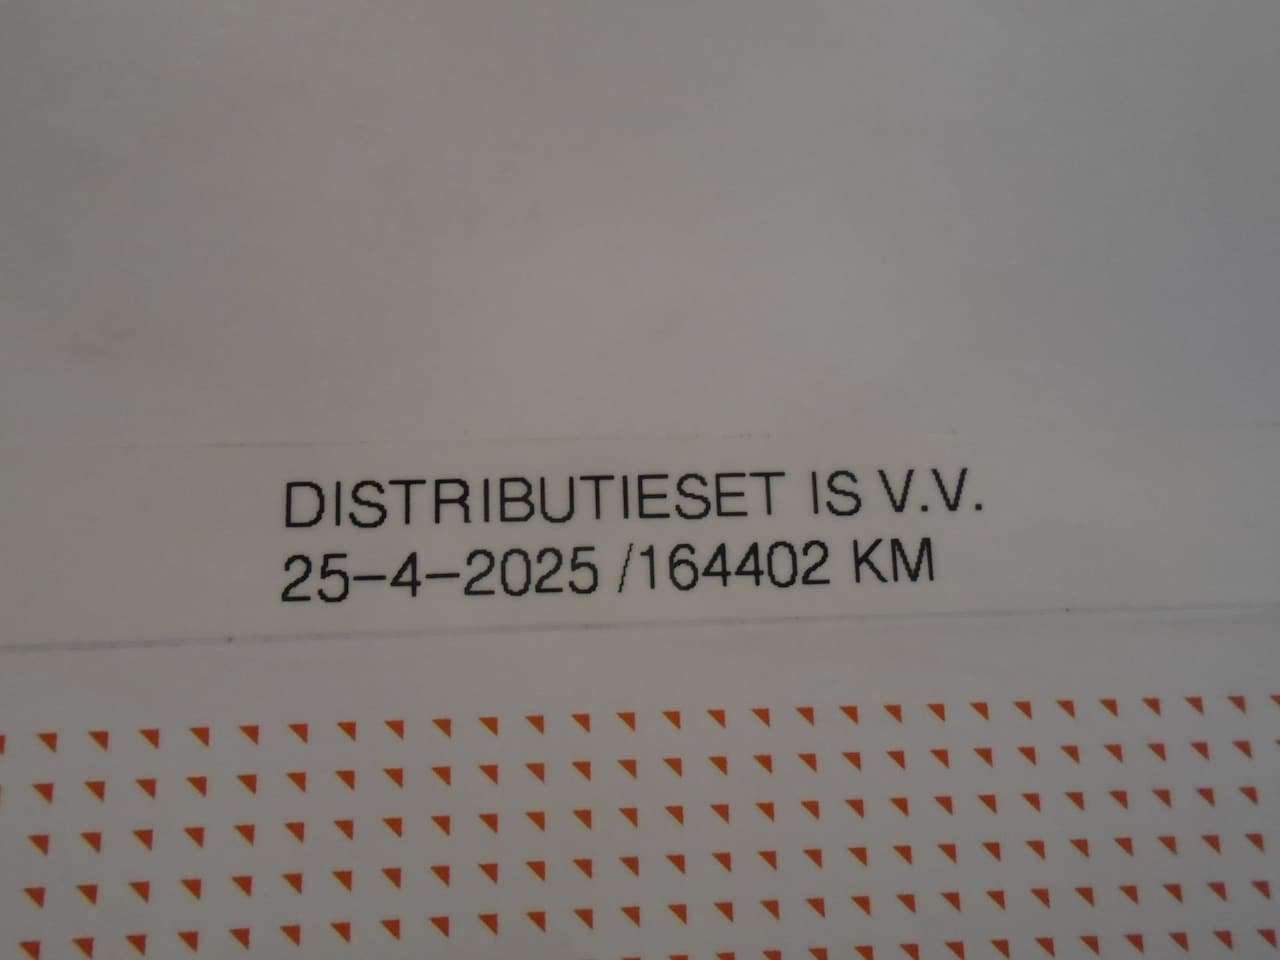 DISTRIBUTIESET IS V.V.
25-4-2025 /164402 KM